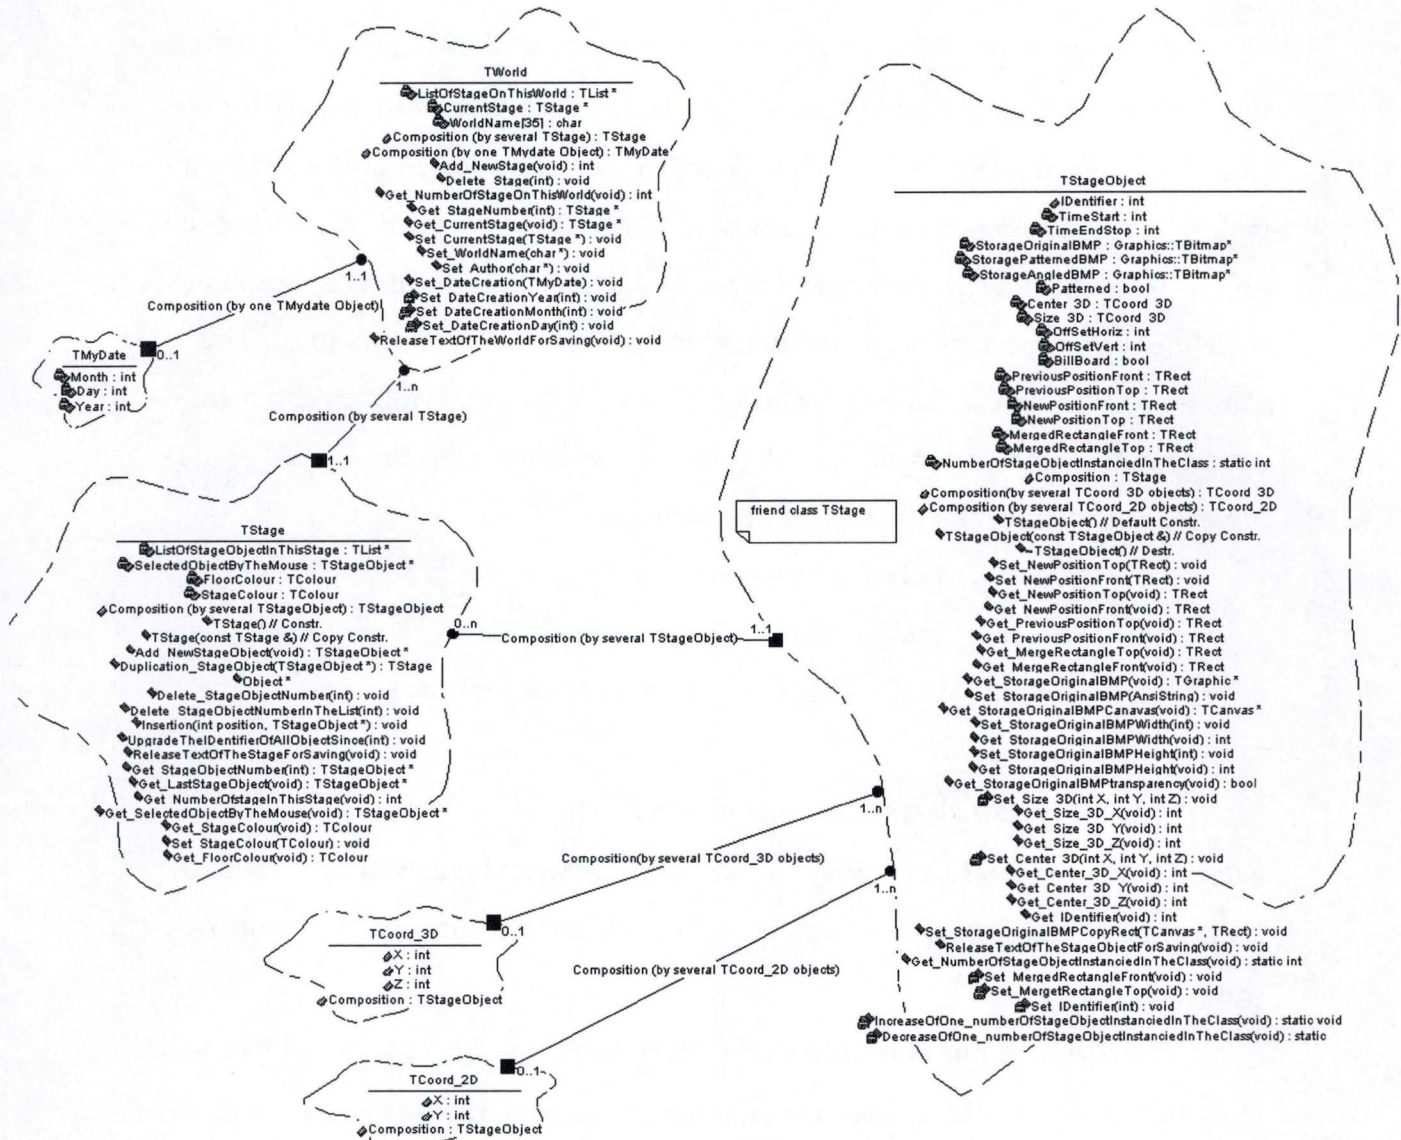 TWorld
ListOfStageOnThisWorld : TList *
CurrentStage : TStage *
WorldName[35] : char
Composition (by several TStage) : TStage
Composition (by one TMydate Object) : TMyDate
Add_NewStage(void) : int
Delete_Stage(int) : void
Get_NumberOfStageOnThisWorld(void) : int
Get_StageNumber(int) : TStage *
Get_CurrentStage(void) : TStage *
Set_CurrentStage(TStage *) : void
Set_WorldName(char *) : void
Set_Author(char *) : void
Set_DateCreation(TMyDate) : void
Set_DateCreationYear(int) : void
Set_DateCreationMonth(int) : void
Set_DateCreationDay(int) : void
ReleaseTextOfTheWorldForSaving(void) : void
1..1
Composition (by one TMydate Object)
0..1
TMyDate
Month : int
Day : int
Year : int
1..n
Composition (by several TStage)
1..1
TStage
ListOfStageObjectInThisStage : TList *
SelectedObjectByTheMouse : TStageObject *
FloorColour : TColour
StageColour : TColour
Composition (by several TStageObject) : TStageObject
TStage() // Constr.
TStage(const TStage &) // Copy Constr.
Add_NewStageObject(void) : TStageObject *
Duplication_StageObject(TStageObject *) : TStage
Object *
Delete_StageObjectNumber(int) : void
Delete_StageObjectNumberInTheList(int) : void
Insertion(int position, TStageObject *) : void
UpgradeTheIDentifierOfAllObjectSince(int) : void
ReleaseTextOfTheStageForSaving(void) : void
Get_StageObjectNumber(int) : TStageObject *
Get_LastStageObject(void) : TStageObject *
Get_NumberOfstageInThisStage(void) : int
Get_SelectedObjectByTheMouse(void) : TStageObject *
Get_StageColour(void) : TColour
Set_StageColour(TColour) : void
Get_FloorColour(void) : TColour
0..n
Composition (by several TStageObject)
1..1
friend class TStage
TStageObject
IDentifier : int
TimeStart : int
TimeEndStop : int
StorageOriginalBMP : Graphics::TBitmap*
StoragePatternedBMP : Graphics::TBitmap*
StorageAngledBMP : Graphics::TBitmap*
Patterned : bool
Center_3D : TCoord_3D
Size_3D : TCoord_3D
OffSetHoriz : int
OffSetVert : int
BillBoard : bool
PreviousPositionFront : TRect
PreviousPositionTop : TRect
NewPositionFront : TRect
NewPositionTop : TRect
MergedRectangleFront : TRect
MergedRectangleTop : TRect
NumberOfStageObjectInstanciedInTheClass : static int
Composition : TStage
Composition(by several TCoord_3D objects) : TCoord_3D
Composition (by several TCoord_2D objects) : TCoord_2D
TStageObject() // Default Constr.
TStageObject(const TStageObject &) // Copy Constr.
~TStageObject() // Destr.
Set_NewPositionTop(TRect) : void
Set_NewPositionFront(TRect) : void
Get_NewPositionTop(void) : TRect
Get_NewPositionFront(void) : TRect
Get_PreviousPositionTop(void) : TRect
Get_PreviousPositionFront(void) : TRect
Get_MergeRectangleTop(void) : TRect
Get_MergeRectangleFront(void) : TRect
Get_StorageOriginalBMP(void) : TGraphic *
Set_StorageOriginalBMP(AnsiString) : void
Get_StorageOriginalBMPCanavas(void) : TCanvas *
Set_StorageOriginalBMPWidth(int) : void
Get_StorageOriginalBMPWidth(void) : int
Set_StorageOriginalBMPHeight(int) : void
Get_StorageOriginalBMPHeight(void) : int
Get_StorageOriginalBMPtransparency(void) : bool
Set_Size_3D(int X, int Y, int Z) : void
Get_Size_3D_X(void) : int
Get_Size_3D_Y(void) : int
Get_Size_3D_Z(void) : int
Set_Center_3D(int X, int Y, int Z) : void
Get_Center_3D_X(void) : int
Get_Center_3D_Y(void) : int
Get_Center_3D_Z(void) : int
Get_IDentifier(void) : int
Set_StorageOriginalBMPCopyRect(TCanvas *, TRect) : void
ReleaseTextOfTheStageObjectForSaving(void) : void
Get_NumberOfStageObjectInstanciedInTheClass(void) : static int
Set_MergedRectangleFront(void) : void
Set_MergetRectangleTop(void) : void
Set_IDentifier(int) : void
IncreaseOfOne_numberOfStageObjectInstanciedInTheClass(void) : static void
DecreaseOfOne_numberOfStageObjectInstanciedInTheClass(void) : static
1..n
Composition(by several TCoord_3D objects)
0..1
TCoord_3D
X : int
Y : int
Z : int
Composition : TStageObject
1..n
Composition (by several TCoord_2D objects)
0..1
TCoord_2D
X : int
Y : int
Composition : TStageObject